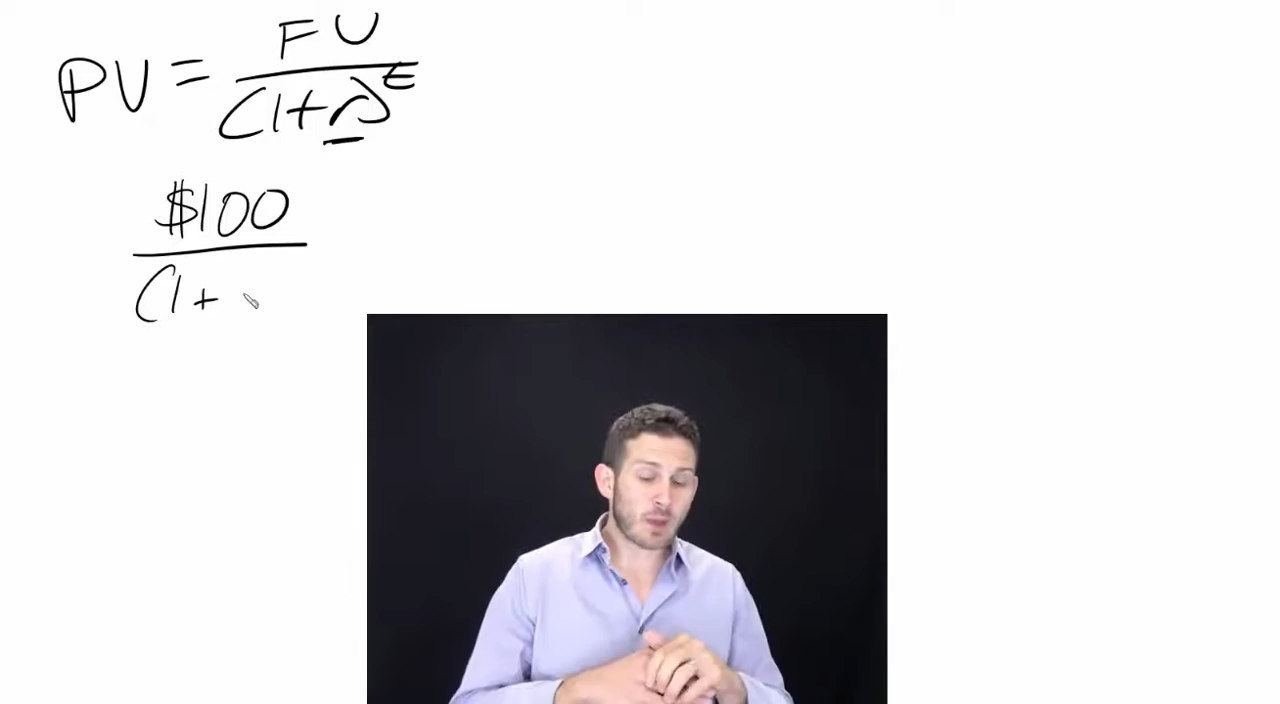 PV = FV
(1+r)^t
$100
(1+